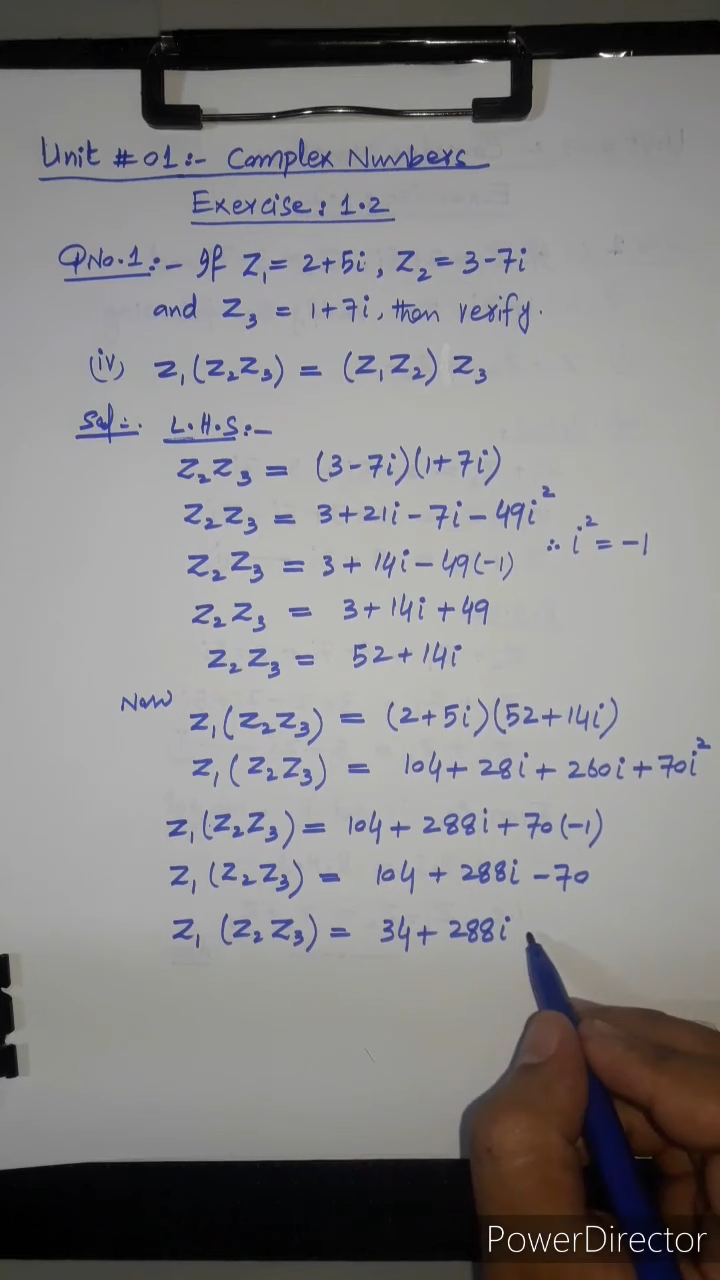 Unit # 01:- Complex Numbers
Exercise: 1.2
QNo.1:- If Z₁ = 2+5i, Z₂ = 3-7i
and Z₃ = 1+7i, then verify.
(iv) Z₁(Z₂Z₃) = (Z₁Z₂) Z₃
Sol:- L.H.S:-
Z₂Z₃ = (3-7i)(1+7i)
Z₂Z₃ = 3+21i-7i-49i²
Z₂Z₃ = 3+14i-49(-1) ∴ i² = -1
Z₂Z₃ = 3+14i+49
Z₂Z₃ = 52+14i
Now Z₁(Z₂Z₃) = (2+5i)(52+14i)
Z₁(Z₂Z₃) = 104+28i+260i+70i²
Z₁(Z₂Z₃) = 104+288i+70(-1)
Z₁(Z₂Z₃) = 104+288i-70
Z₁(Z₂Z₃) = 34+288i
PowerDirector